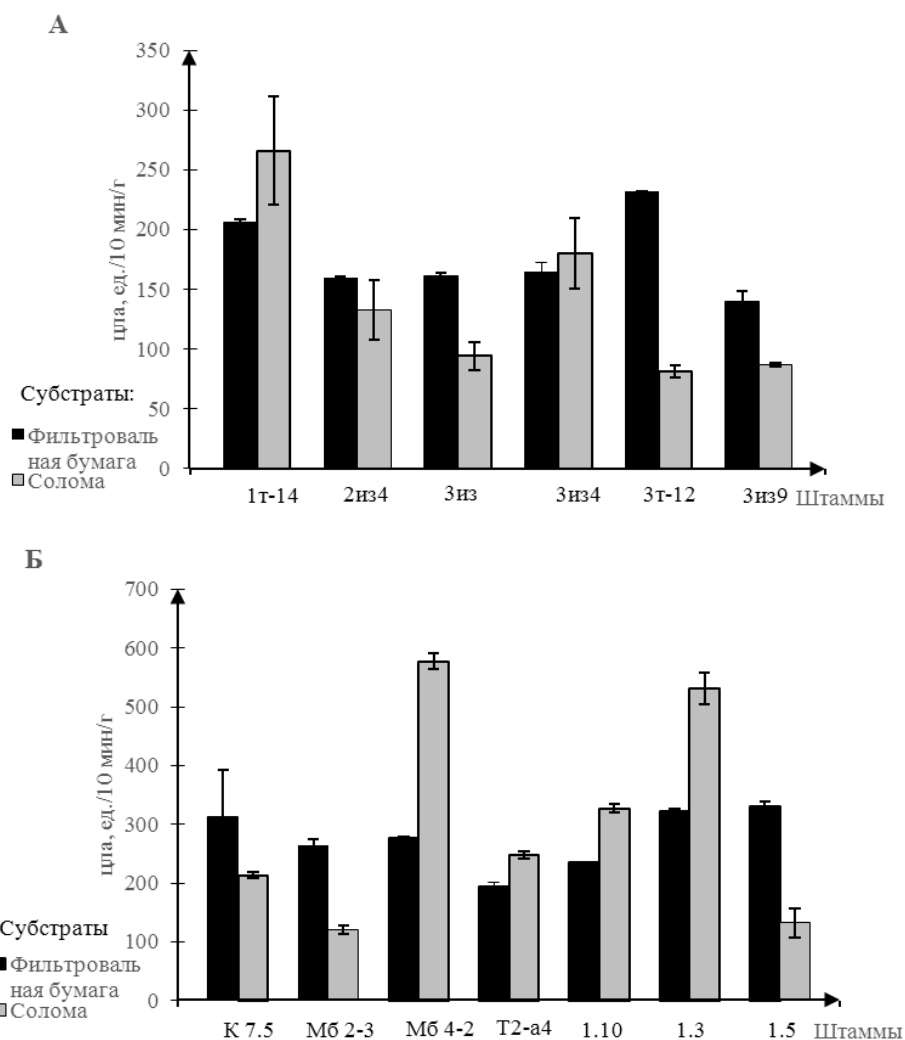 А
350
300
250
200
150
100
50
0
цла, ед./10 мин/г
Субстраты:
Фильтроваль
ная бумага
Солома
1т-14 2из4 3из 3из4 3т-12 3из9 Штаммы
Б
700
600
500
400
300
200
100
0
цла, ед./10 мин/г
Субстраты
Фильтроваль
ная бумага
Солома
К 7.5 Мб 2-3 Мб 4-2 Т2-а4 1.10 1.3 1.5 Штаммы